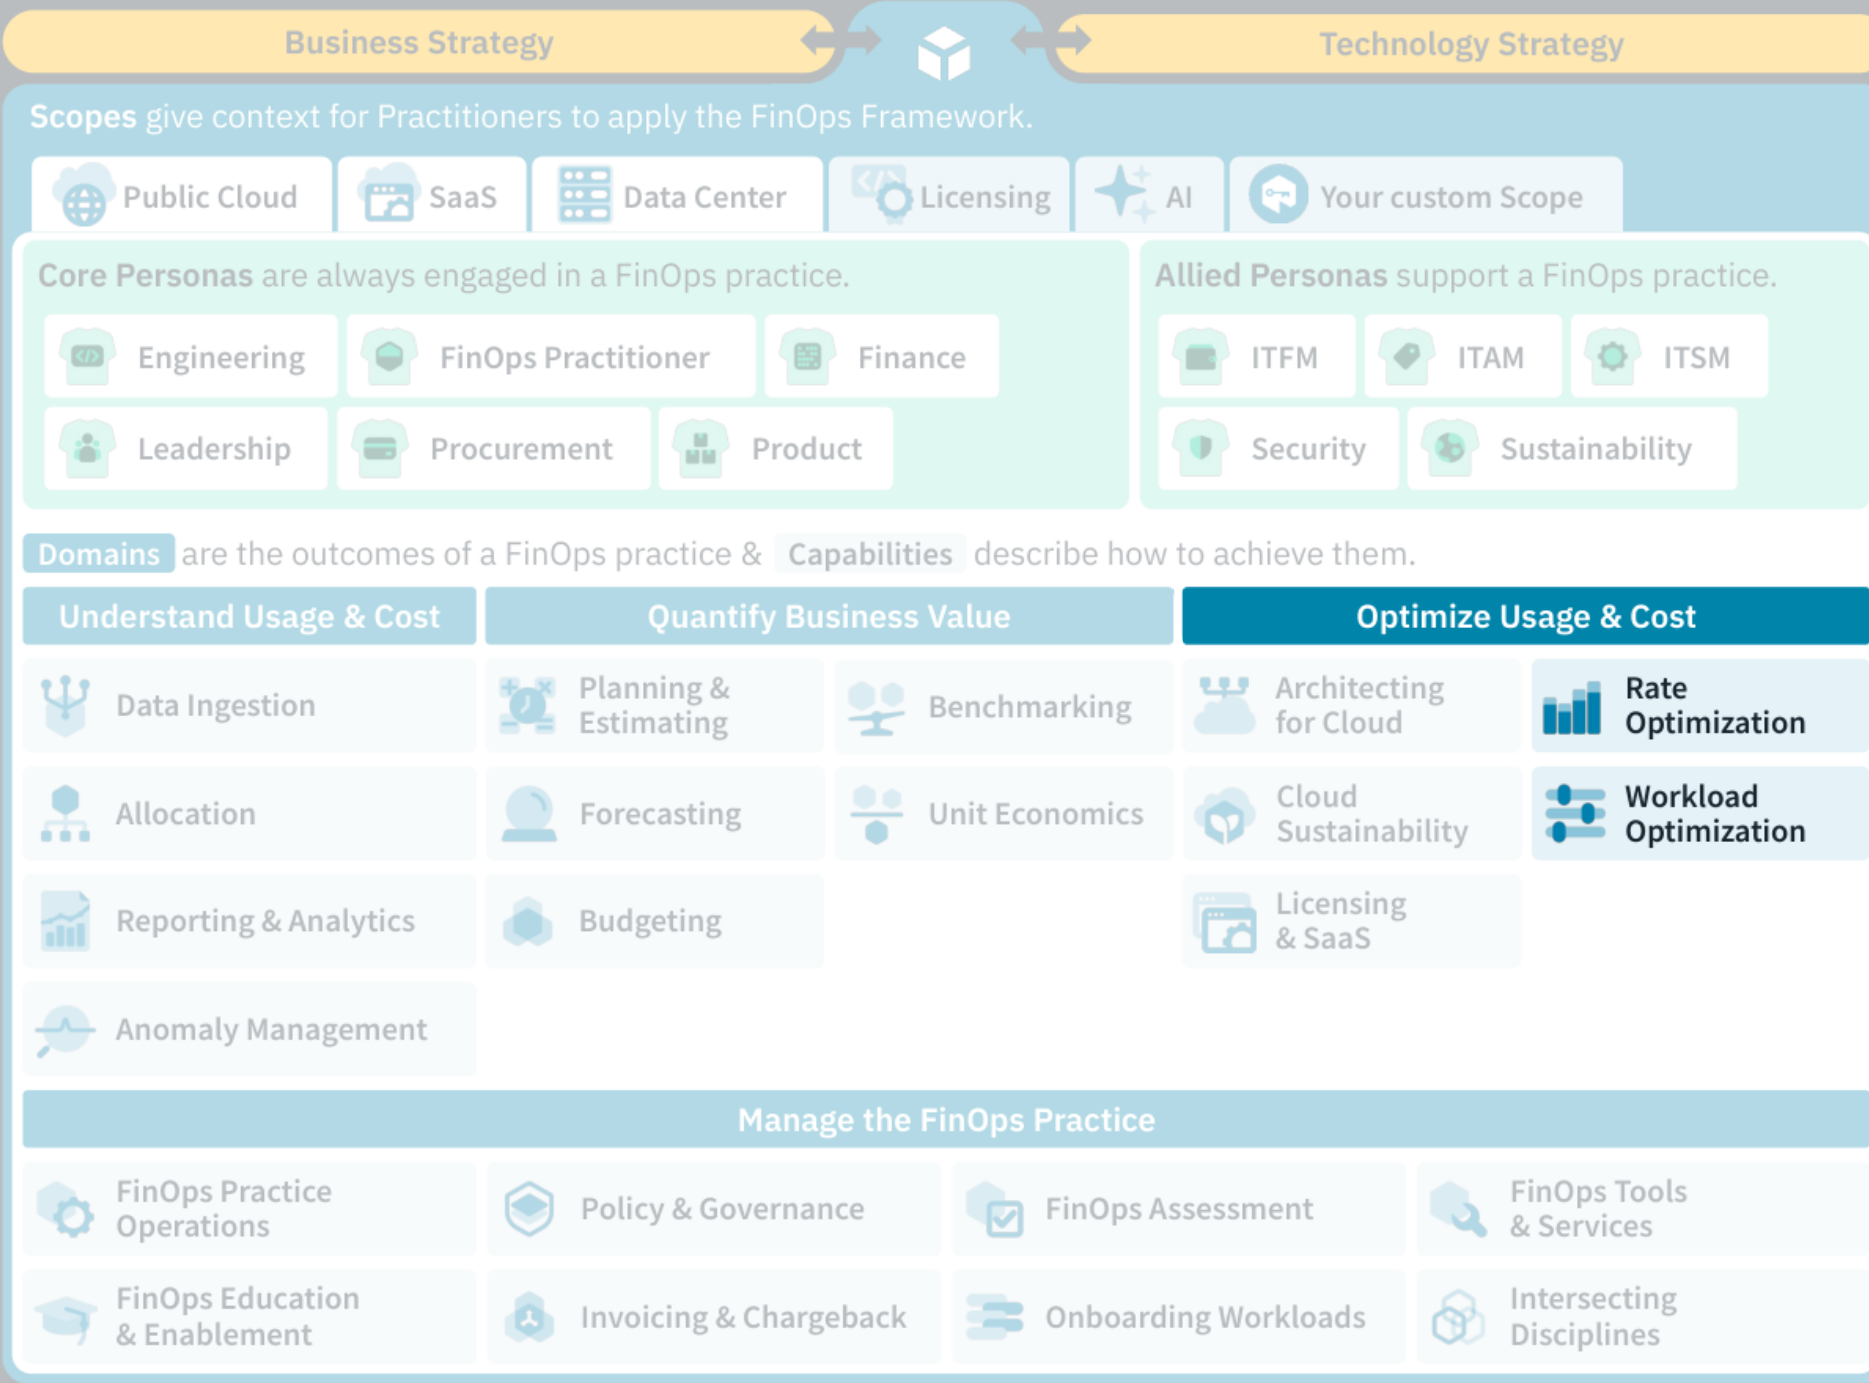 Business Strategy
Technology Strategy
Scopes give context for Practitioners to apply the FinOps Framework.
Public Cloud
SaaS
Data Center
Licensing
AI
Your custom Scope
Core Personas are always engaged in a FinOps practice.
Engineering
FinOps Practitioner
Finance
Leadership
Procurement
Product
Allied Personas support a FinOps practice.
ITFM
ITAM
ITSM
Security
Sustainability
Domains are the outcomes of a FinOps practice & Capabilities describe how to achieve them.
Understand Usage & Cost
Data Ingestion
Allocation
Reporting & Analytics
Anomaly Management
Quantify Business Value
Planning &
Estimating
Benchmarking
Forecasting
Unit Economics
Budgeting
Optimize Usage & Cost
Architecting
for Cloud
Rate
Optimization
Cloud
Sustainability
Workload
Optimization
Licensing
& SaaS
Manage the FinOps Practice
FinOps Practice
Operations
Policy & Governance
FinOps Assessment
FinOps Tools
& Services
FinOps Education
& Enablement
Invoicing & Chargeback
Onboarding Workloads
Intersecting
Disciplines